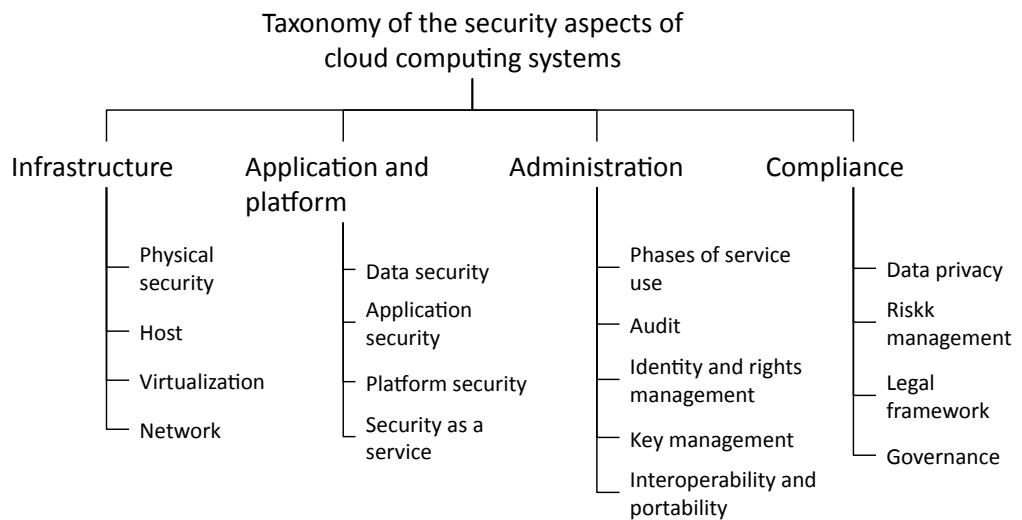 Taxonomy of the security aspects of
cloud computing systems
Infrastructure
Physical
security
Host
Virtualization
Network
Application and
platform
Data security
Application
security
Platform security
Security as a
service
Administration
Phases of service
use
Audit
Identity and rights
management
Key management
Interoperability and
portability
Compliance
Data privacy
Riskk
management
Legal
framework
Governance